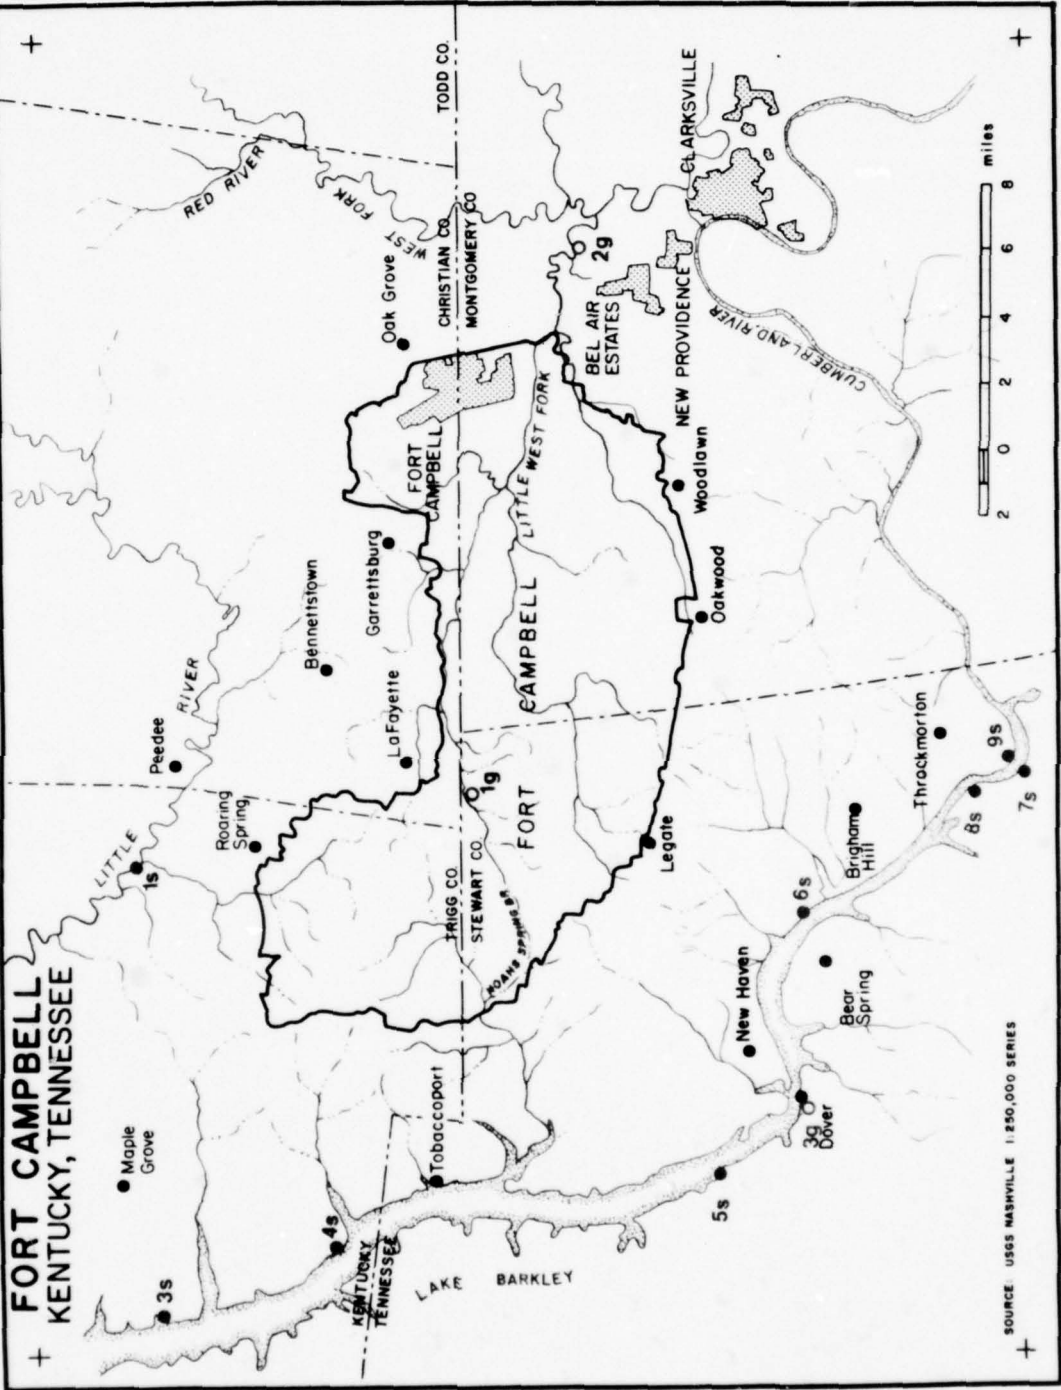 FORT CAMPBELL
KENTUCKY, TENNESSEE
Maple
Grove
3s
4s
KENTUCKY
TENNESSEE
LAKE BARKLEY
Tobaccoport
5s
3g
Dover
New Haven
Bear
Spring
6s
Brigham
Hill
Throckmorton
8s
9s
7s
LITTLE
RIVER
1s
Peedee
Roaring
Spring
Bennettstown
LaFayette
Garrettsburg
TRIGG CO.
STEWART CO.
NOAHS SPRING BR.
1g
FORT CAMPBELL
Legate
Oakwood
Woodlawn
FORT
CAMPBELL
LITTLE WEST FORK
Oak Grove
CHRISTIAN CO
MONTGOMERY CO
TODD CO.
RED RIVER
WEST FORK
2g
BEL AIR
ESTATES
NEW PROVIDENCE
CLARKSVILLE
CUMBERLAND RIVER
2 0 2 4 6 8
miles
SOURCE: USGS NASHVILLE 1:250,000 SERIES